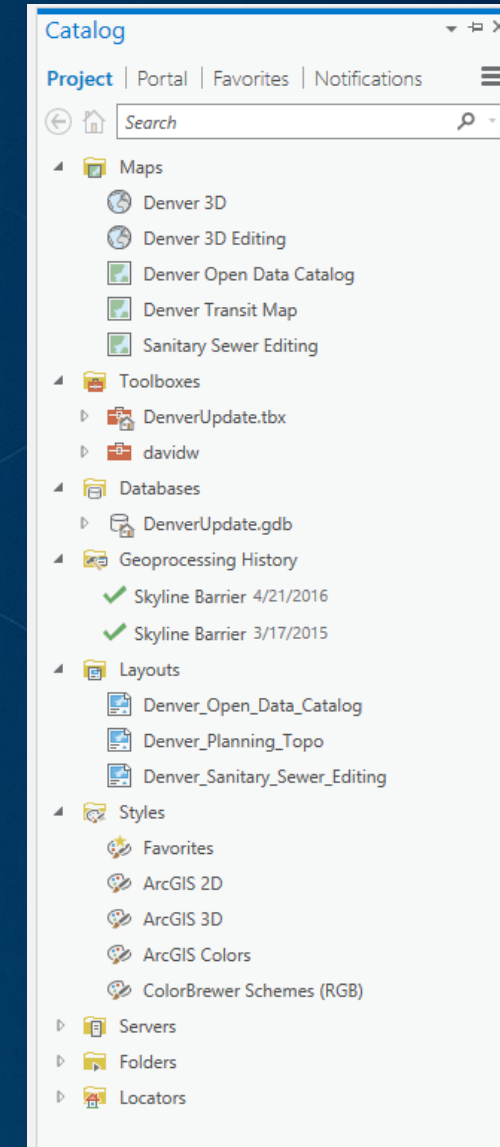 Catalog
Project | Portal | Favorites | Notifications
Search
Maps
Denver 3D
Denver 3D Editing
Denver Open Data Catalog
Denver Transit Map
Sanitary Sewer Editing
Toolboxes
DenverUpdate.tbx
davidw
Databases
DenverUpdate.gdb
Geoprocessing History
Skyline Barrier 4/21/2016
Skyline Barrier 3/17/2015
Layouts
Denver_Open_Data_Catalog
Denver_Planning_Topo
Denver_Sanitary_Sewer_Editing
Styles
Favorites
ArcGIS 2D
ArcGIS 3D
ArcGIS Colors
ColorBrewer Schemes (RGB)
Servers
Folders
Locators